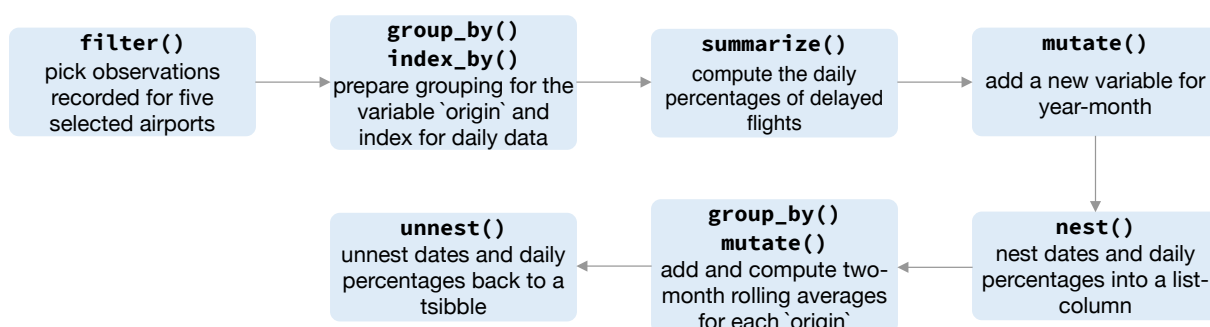 filter()
pick observations
recorded for five
selected airports
group_by()
index_by()
prepare grouping for the
variable `origin` and
index for daily data
summarize()
compute the daily
percentages of delayed
flights
mutate()
add a new variable for
year-month
nest()
nest dates and daily
percentages into a list-
column
group_by()
mutate()
add and compute two-
month rolling averages
for each `origin`
unnest()
unnest dates and daily
percentages back to a
tsibble